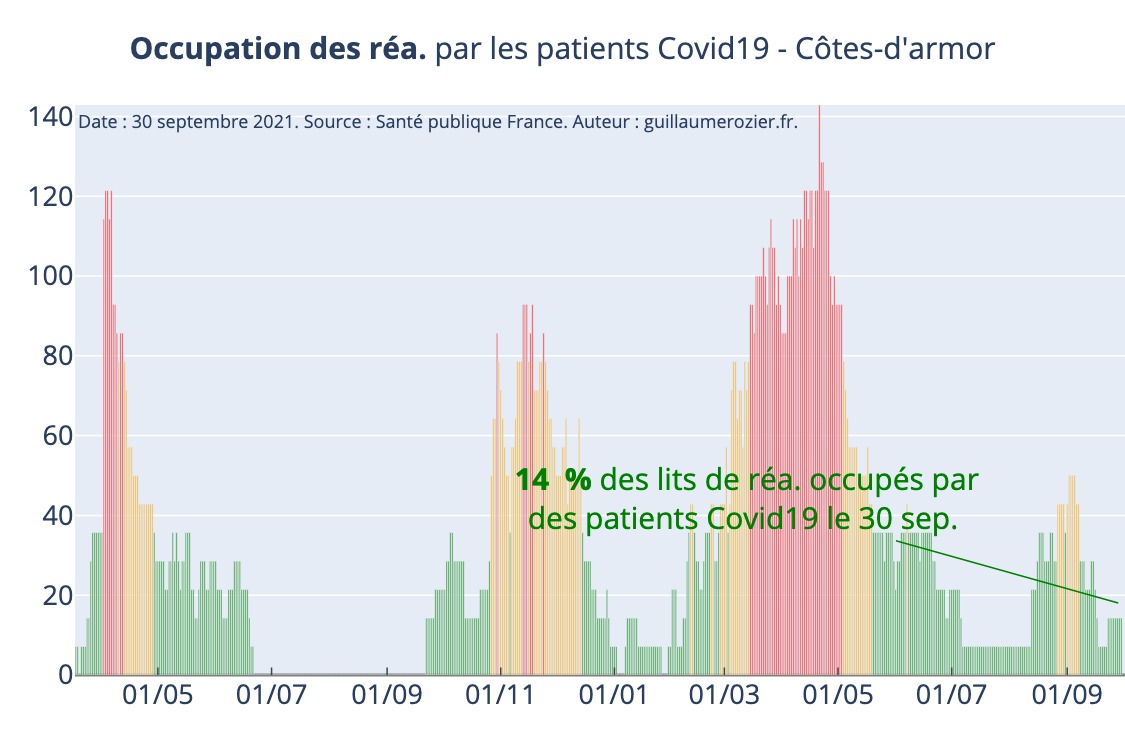 Occupation des réa. par les patients Covid19 - Côtes-d'armor
140
Date : 30 septembre 2021. Source : Santé publique France. Auteur : guillaumerozier.fr.
120
100
80
60
14 % des lits de réa. occupés par
des patients Covid19 le 30 sep.
40
20
0
01/05 01/07 01/09 01/11 01/01 01/03 01/05 01/07 01/09